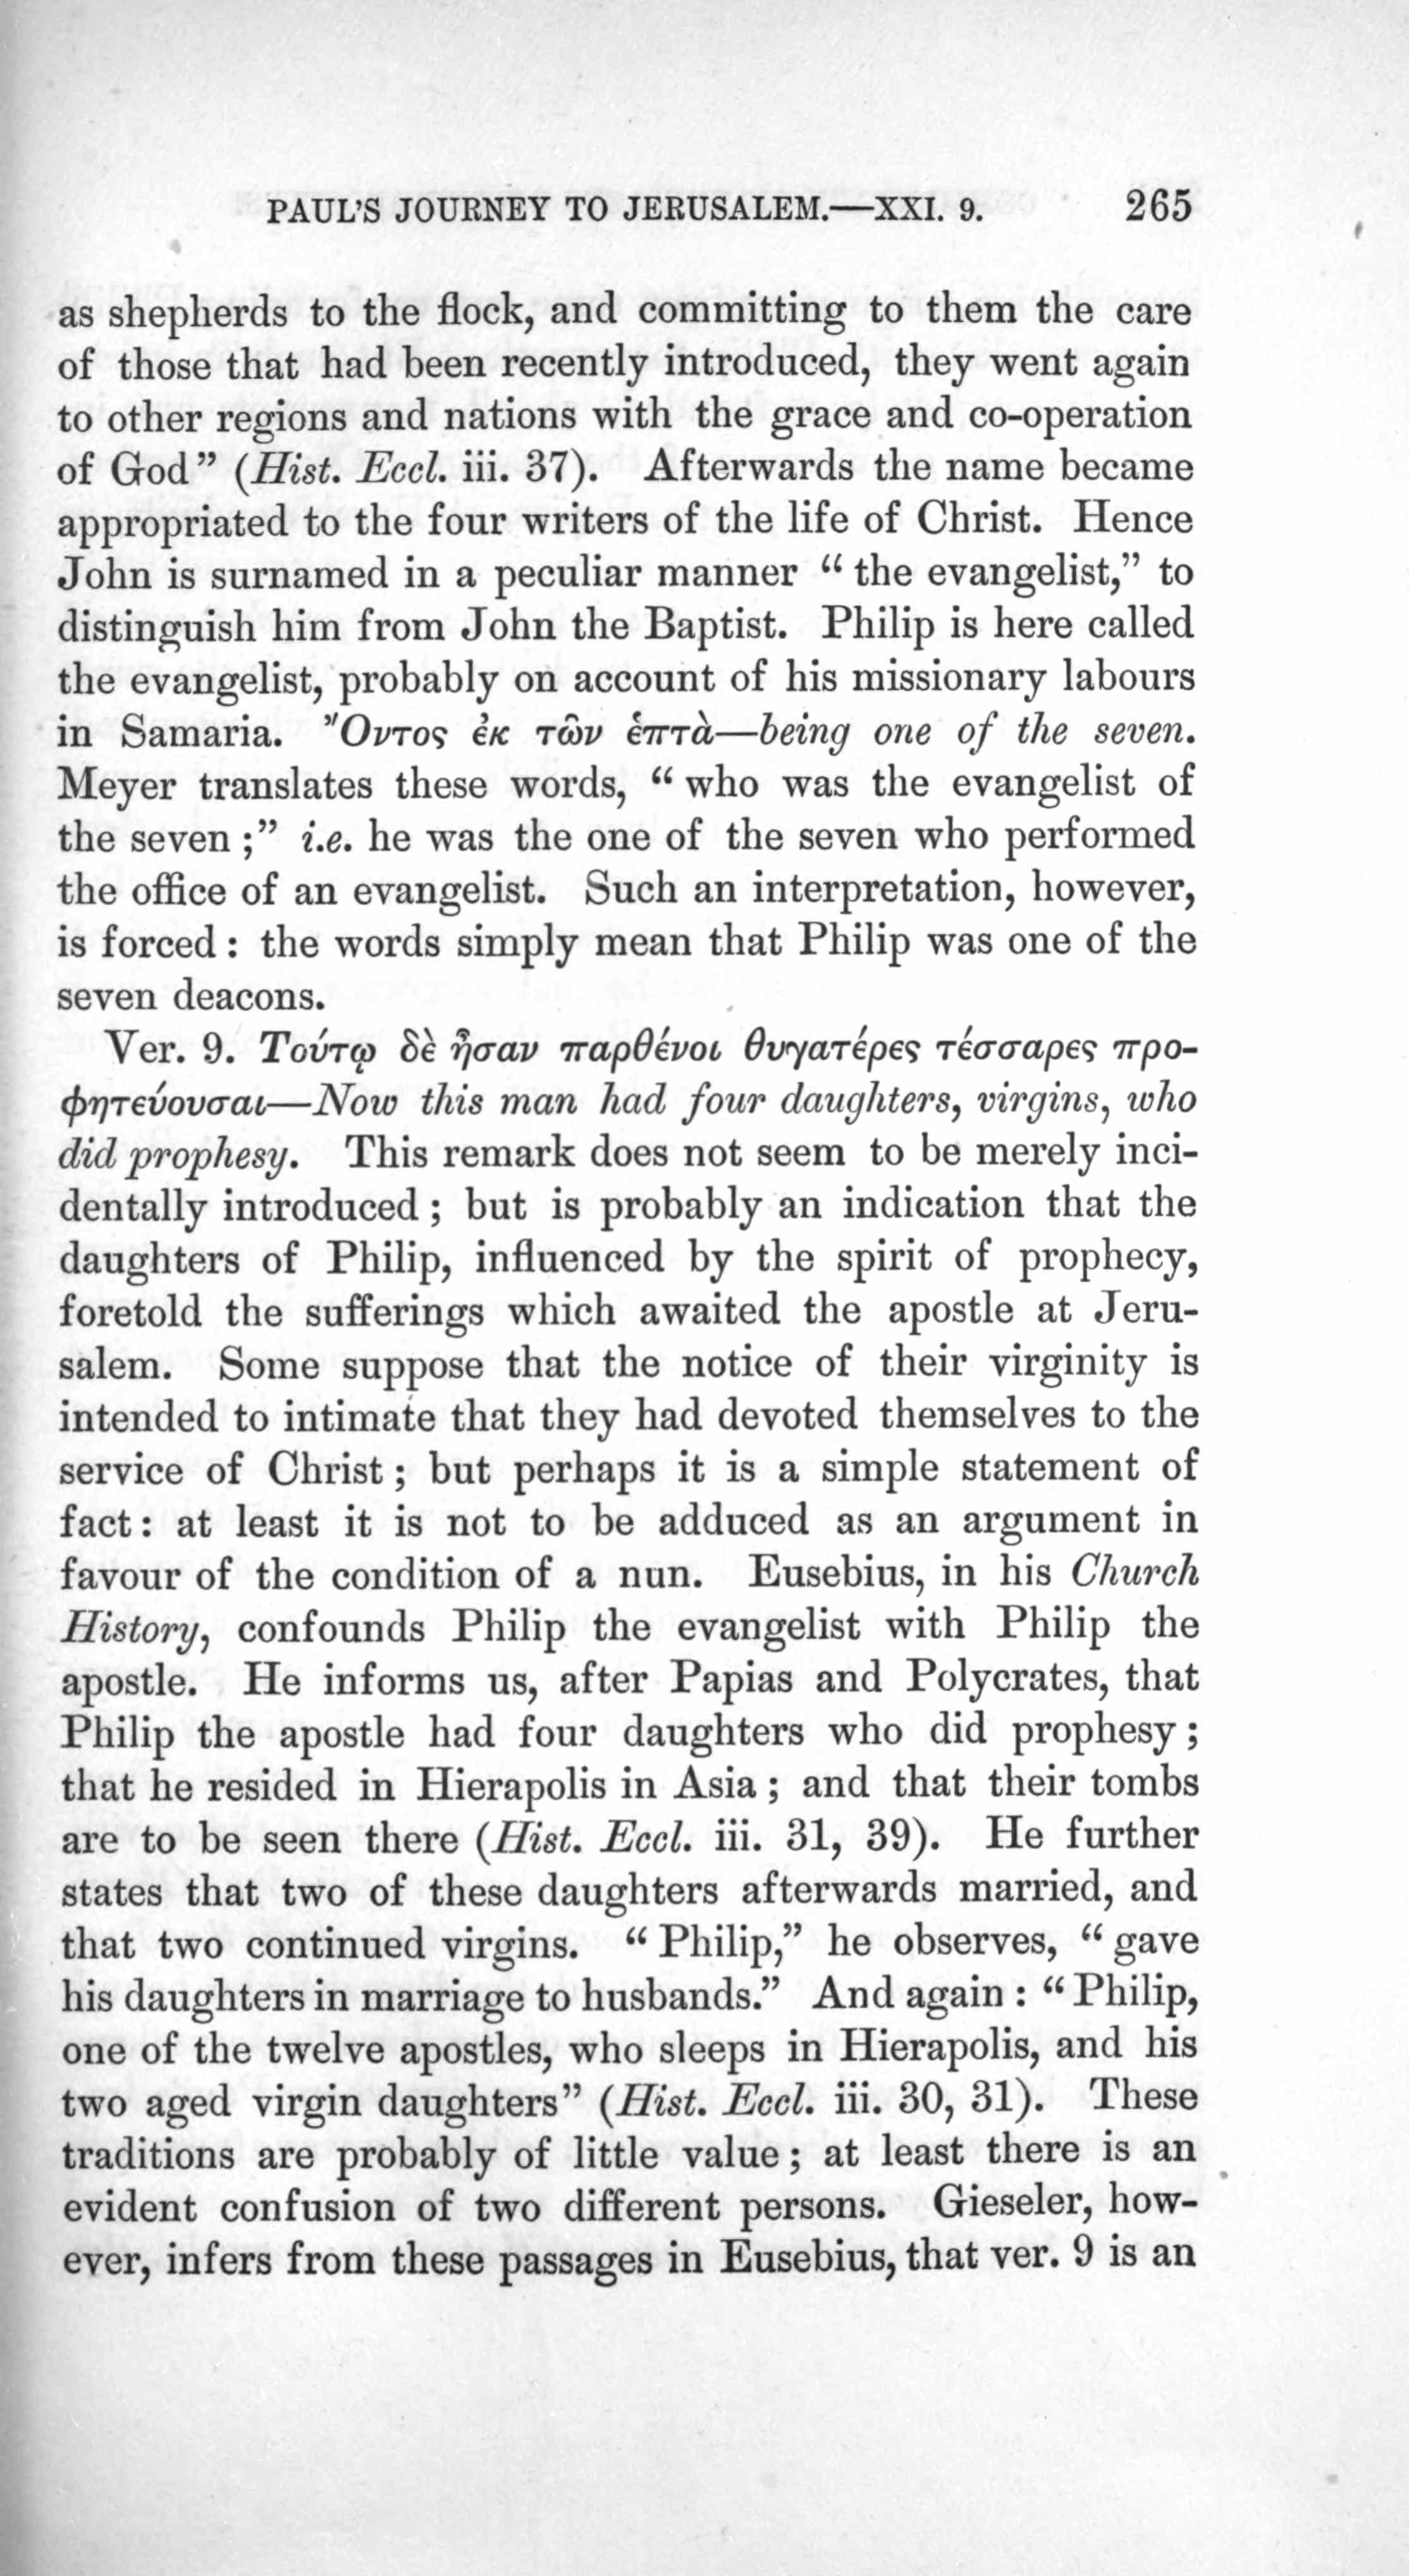 PAUL'S JOURNEY TO JERUSALEM.—XXI. 9. 265
as shepherds to the flock, and committing to them the care
of those that had been recently introduced, they went again
to other regions and nations with the grace and co-operation
of God” (Hist. Eccl. iii. 37). Afterwards the name became
appropriated to the four writers of the life of Christ. Hence
John is surnamed in a peculiar manner “the evangelist,” to
distinguish him from John the Baptist. Philip is here called
the evangelist, probably on account of his missionary labours
in Samaria. Ὄντος ἐκ τῶν ἑπτὰ—being one of the seven.
Meyer translates these words, “who was the evangelist of
the seven;” i.e. he was the one of the seven who performed
the office of an evangelist. Such an interpretation, however,
is forced: the words simply mean that Philip was one of the
seven deacons.
Ver. 9. Τούτῳ δὲ ἦσαν παρθένοι θυγατέρες τέσσαρες προ-
φητεύουσαι—Now this man had four daughters, virgins, who
did prophesy. This remark does not seem to be merely inci-
dentally introduced; but is probably an indication that the
daughters of Philip, influenced by the spirit of prophecy,
foretold the sufferings which awaited the apostle at Jeru-
salem. Some suppose that the notice of their virginity is
intended to intimate that they had devoted themselves to the
service of Christ; but perhaps it is a simple statement of
fact: at least it is not to be adduced as an argument in
favour of the condition of a nun. Eusebius, in his Church
History, confounds Philip the evangelist with Philip the
apostle. He informs us, after Papias and Polycrates, that
Philip the apostle had four daughters who did prophesy;
that he resided in Hierapolis in Asia; and that their tombs
are to be seen there (Hist. Eccl. iii. 31, 39). He further
states that two of these daughters afterwards married, and
that two continued virgins. “Philip,” he observes, “gave
his daughters in marriage to husbands.” And again: “Philip,
one of the twelve apostles, who sleeps in Hierapolis, and his
two aged virgin daughters” (Hist. Eccl. iii. 30, 31). These
traditions are probably of little value; at least there is an
evident confusion of two different persons. Gieseler, how-
ever, infers from these passages in Eusebius, that ver. 9 is an